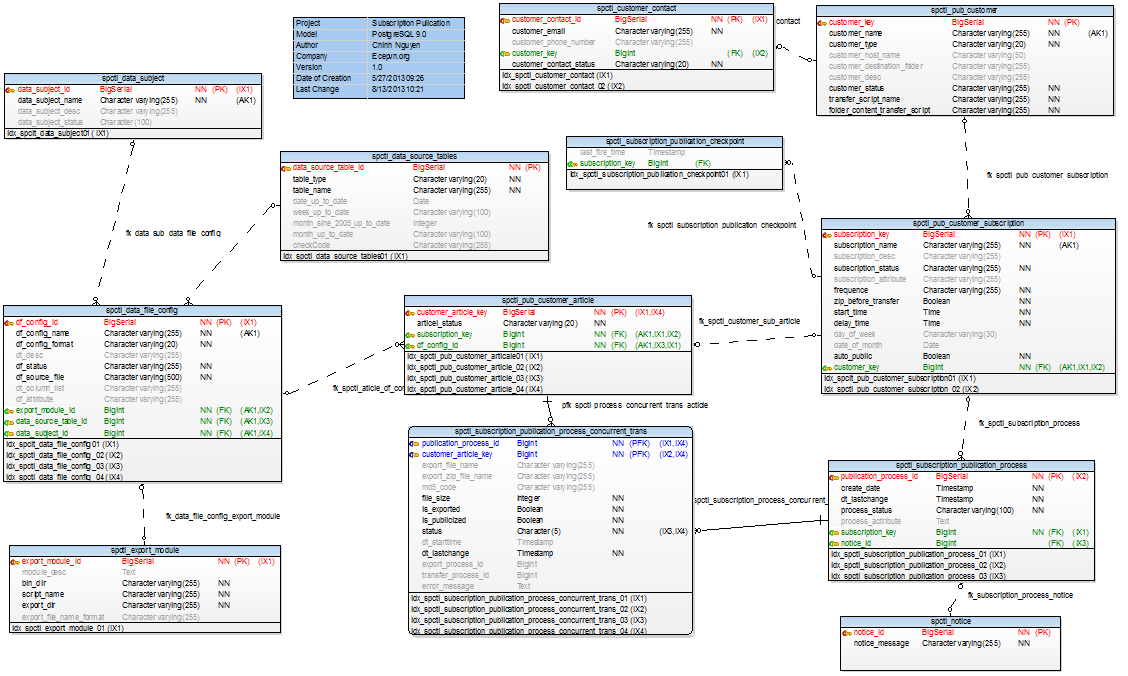 Project Subscription Pulication
Model PostgreSQL 9.0
Author Chinh Nguyen
Company Ecepvn.org
Version 1.0
Date of Creation 5/27/2013 09:26
Last Change 8/13/2013 10:21
spctl_customer_contact
customer_contact_id BigSerial NN (PK) (IX1)
customer_email Character varying(255) NN
customer_phone_number Character varying(255)
customer_key BigInt (FK) (IX2)
customer_contact_status Character varying(20) NN
idx_spctl_customer_contact (IX1)
idx_spctl_customer_contact_02 (IX2)
contact
spctl_pub_customer
customer_key BigSerial NN (PK)
customer_name Character varying(255) NN (AK1)
customer_type Character varying(20) NN
customer_host_name Character varying(50)
customer_destination_folder Character varying(255)
customer_desc Character varying(255)
customer_status Character varying(255) NN
transfer_script_name Character varying(255) NN
folder_content_transfer_script Character varying(255) NN
spctl_data_subject
data_subject_id BigSerial NN (PK) (IX1)
data_subject_name Character varying(255) NN (AK1)
data_subject_desc Character varying(255)
data_subject_status Character(100)
idx_spclt_data_subject01 (IX1)
spctl_data_source_tables
data_source_table_id BigSerial NN (PK)
table_type Character varying(20) NN
table_name Character varying(255) NN
date_up_to_date Date
week_up_to_date Character varying(100)
month_sine_2005_up_to_date Integer
month_up_to_date Character varying(100)
checkCode Character varying(255)
idx_spctl_data_source_tables01 (IX1)
spctl_subscription_publication_checkpoint
last_fire_time Timestamp
subscription_key BigInt (FK)
idx_spctl_subscription_publication_checkpoint01 (IX1)
fk_spctl_pub_customer_subscription
fk_spctl_subscription_publication_checkpoint
fk_data_sub_data_file_config
spctl_pub_customer_subscription
subscription_key BigSerial NN (PK) (IX1)
subscription_name Character varying(255) NN (AK1)
subscription_desc Character varying(255)
subscription_status Character varying(255) NN
subscription_attribute Character varying(255)
frequence Character varying(255) NN
zip_before_transfer Boolean NN
start_time Time NN
delay_time Time NN
day_of_week Character varying(30)
date_of_month Date
auto_public Boolean NN
customer_key BigInt NN (FK) (AK1,IX1,IX2)
idx_spclt_pub_customer_subscription01 (IX1)
idx_spctl_pub_customer_subscription_02 (IX2)
spctl_data_file_config
df_config_id BigSerial NN (PK) (IX1)
df_config_name Character varying(255) NN (AK1)
df_config_format Character varying(20) NN
dt_desc Character varying(255)
df_status Character varying(255) NN
df_source_file Character varying(500) NN
dt_column_list Character varying(255)
df_attribute Character varying(255)
export_module_id BigInt NN (FK) (AK1,IX2)
data_source_table_id BigInt NN (FK) (AK1,IX3)
data_subject_id BigInt NN (FK) (AK1,IX4)
idx_spclt_data_file_config01 (IX1)
idx_spctl_data_file_config_02 (IX2)
idx_spctl_data_file_config_03 (IX3)
idx_spctl_data_file_config_04 (IX4)
spctl_pub_customer_article
customer_article_key BigSerial NN (PK) (IX1,IX4)
articel_status Character varying(20) NN
subscription_key BigInt NN (FK) (AK1,IX1,IX2)
df_config_id BigInt NN (FK) (AK1,IX3,IX1)
idx_spctl_pub_customer_articale01 (IX1)
idx_spctl_pub_customer_article_02 (IX2)
idx_spctl_pub_customer_article_03 (IX3)
idx_spctl_pub_customer_article_04 (IX4)
fk_spctl_customer_sub_article
fk_spctl_aticle_df_cor
pfk_spctl_process_concurrent_trans_acticle
fk_spctl_subscription_process
spctl_subscription_publication_process_concurrent_trans
publication_process_id BigInt NN (PFK) (IX1,IX4)
customer_article_key BigInt NN (PFK) (IX2,IX4)
export_file_name Character varying(255)
export_zip_file_name Character varying(255)
md5_code Character varying(255)
file_size Integer NN
is_exported Boolean NN
is_publicized Boolean NN
status Character(5) NN (IX3,IX4)
dt_starttime Timestamp
dt_lastchange Timestamp NN
export_process_id BigInt
transfer_process_id BigInt
error_message Text
idx_spctl_subscription_publication_process_concurrent_trans_01 (IX1)
idx_spctl_subscription_publication_process_concurrent_trans_02 (IX2)
idx_spctl_subscription_publication_process_concurrent_trans_03 (IX3)
idx_spctl_subscription_publication_process_concurrent_trans_04 (IX4)
spctl_subscription_process_concurrent_
spctl_subscription_publication_process
publication_process_id BigSerial NN (PK) (IX2)
create_date Timestamp NN
dt_lastchange Timestamp NN
process_status Character varying(100) NN
process_actribute Text
subscription_key BigInt NN (FK) (IX1)
notice_id BigInt (FK) (IX3)
idx_spctl_subscription_publication_process_01 (IX1)
idx_spctl_subscription_publication_process_02 (IX2)
idx_spctl_subscription_publication_process_03 (IX3)
fk_data_file_config_export_module
spctl_export_module
export_module_id BigSerial NN (PK) (IX1)
module_desc Text
bin_dir Character varying(255) NN
script_name Character varying(255) NN
export_dir Character varying(255) NN
export_file_name_format Character varying(255)
idx_spctl_export_module_01 (IX1)
fk_subscription_process_notice
spctl_notice
notice_id BigSerial NN (PK)
notice_message Character varying(255) NN